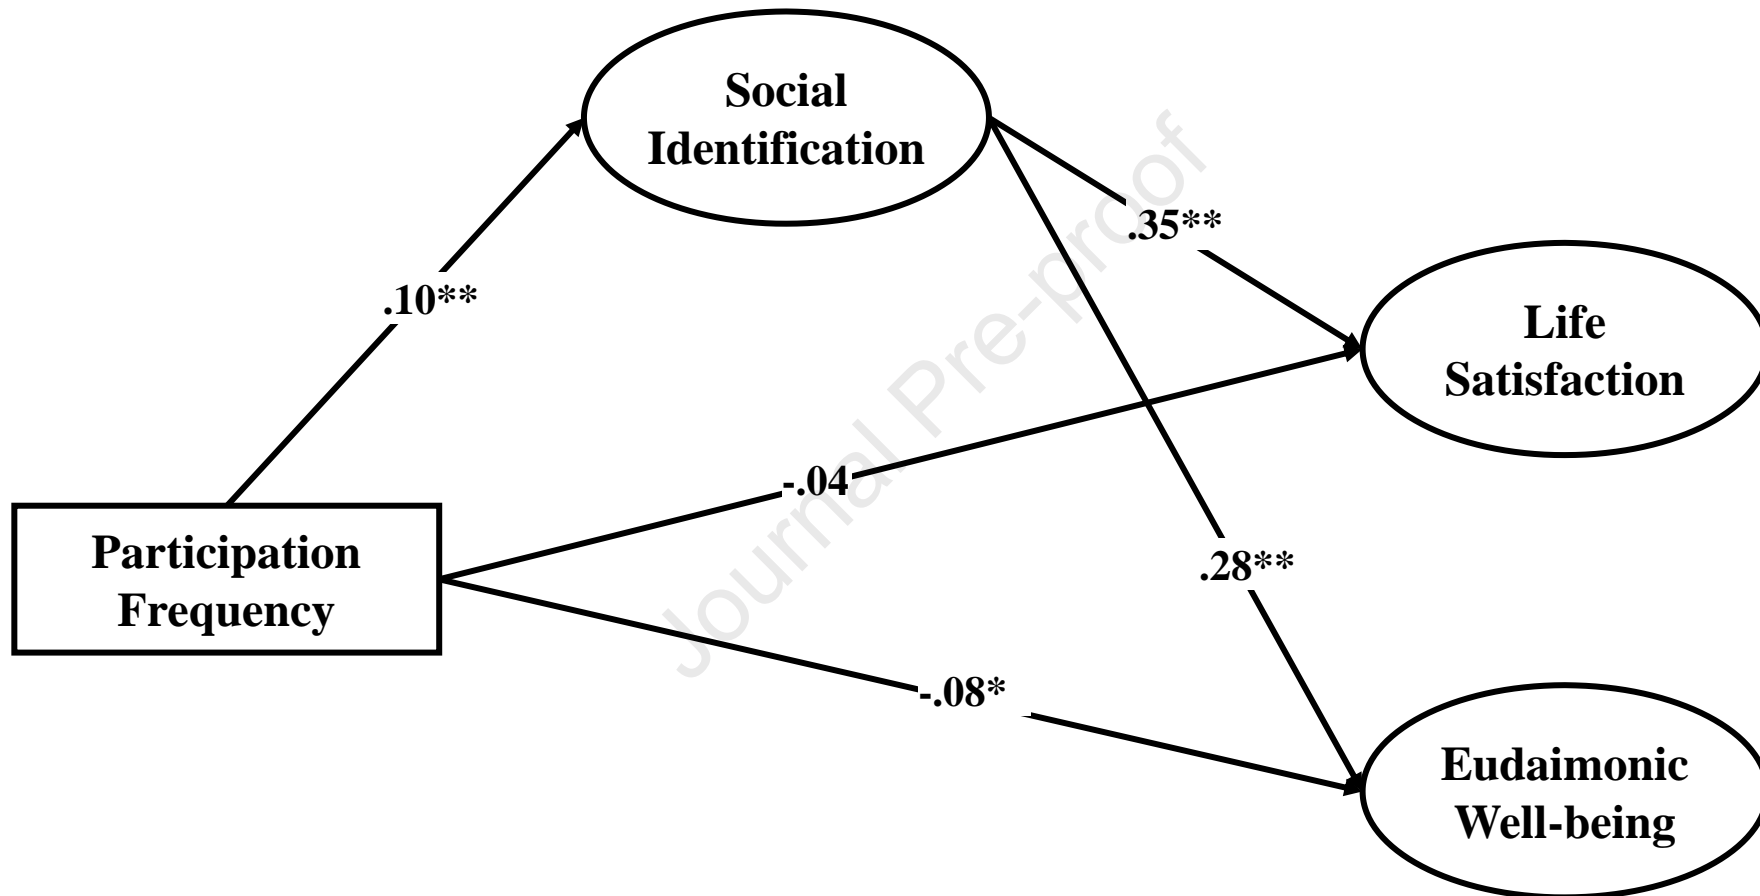 Social
Identification
.35**
.10**
Life
Satisfaction
-.04
Participation
Frequency
.28**
-.08*
Eudaimonic
Well-being
Journal Pre-proof